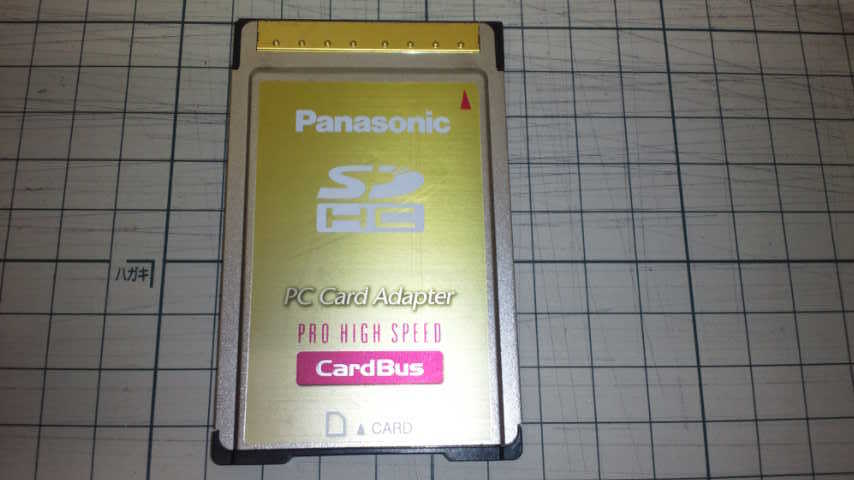 Panasonic
SD
HC
PC Card Adapter
PRO HIGH SPEED
CardBus
CARD
ハガキ